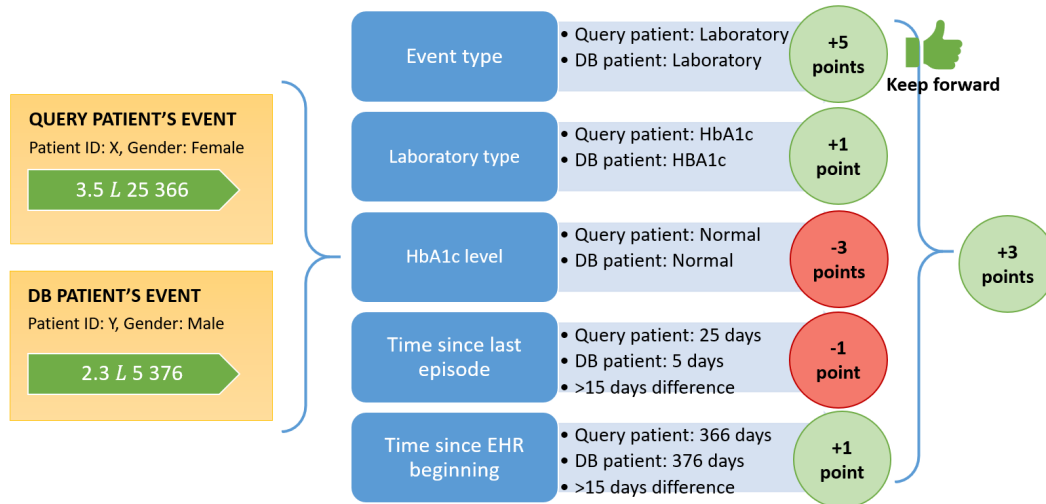 QUERY PATIENT'S EVENT
Patient ID: X, Gender: Female
3.5 L 25 366
DB PATIENT'S EVENT
Patient ID: Y, Gender: Male
2.3 L 5 376
Event type
• Query patient: Laboratory
• DB patient: Laboratory
+5
points
Keep forward
Laboratory type
• Query patient: HbA1c
• DB patient: HBA1c
+1
point
HbA1c level
• Query patient: Normal
• DB patient: Normal
-3
points
Time since last
episode
• Query patient: 25 days
• DB patient: 5 days
• >15 days difference
-1
point
Time since EHR
beginning
• Query patient: 366 days
• DB patient: 376 days
• >15 days difference
+1
point
+3
points